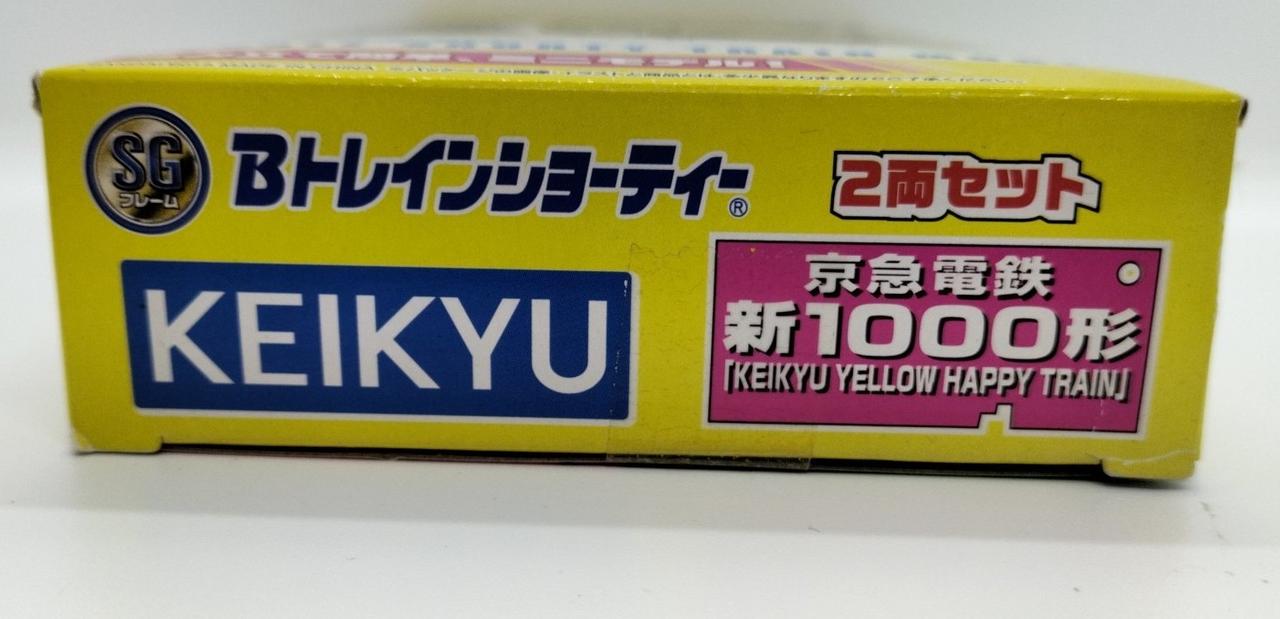 SG
フレーム
Bトレインショーティー®
2両セット
KEIKYU
京急電鉄
新1000形
「KEIKYU YELLOW HAPPY TRAIN」